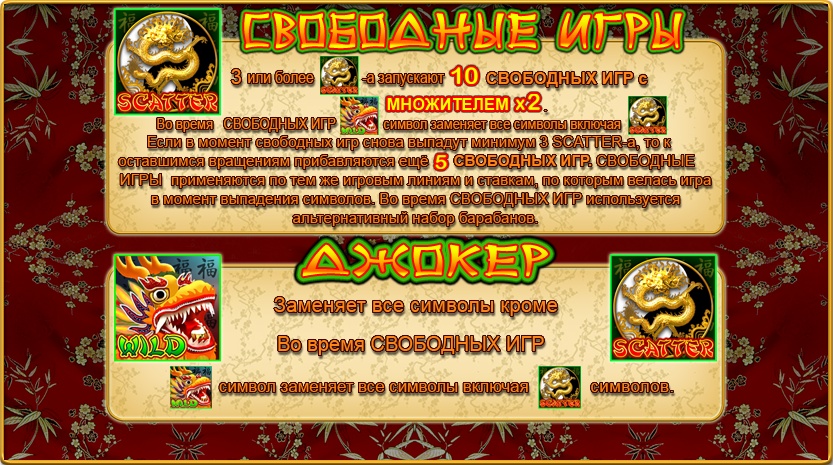 СВОБОДНЫЕ ИГРЫ
SCATTER
3 или более SCATTER -а запускают 10 СВОБОДНЫХ ИГР с
МНОЖИТЕЛЕМ x2.
Во время СВОБОДНЫХ ИГР WILD символ заменяет все символы включая SCATTER
Если в момент свободных игр снова выпадут минимум 3 SCATTER-а, то к
оставшимся вращениям прибавляются ещё 5 СВОБОДНЫХ ИГР. СВОБОДНЫЕ
ИГРЫ применяются по тем же игровым линиям и ставкам, по которым велась игра
в момент выпадения символов. Во время СВОБОДНЫХ ИГР используется
альтернативный набор барабанов.
ДЖОКЕР
福 福
WILD
Заменяет все символы кроме
SCATTER
Во время СВОБОДНЫХ ИГР
WILD символ заменяет все символы включая SCATTER символов.